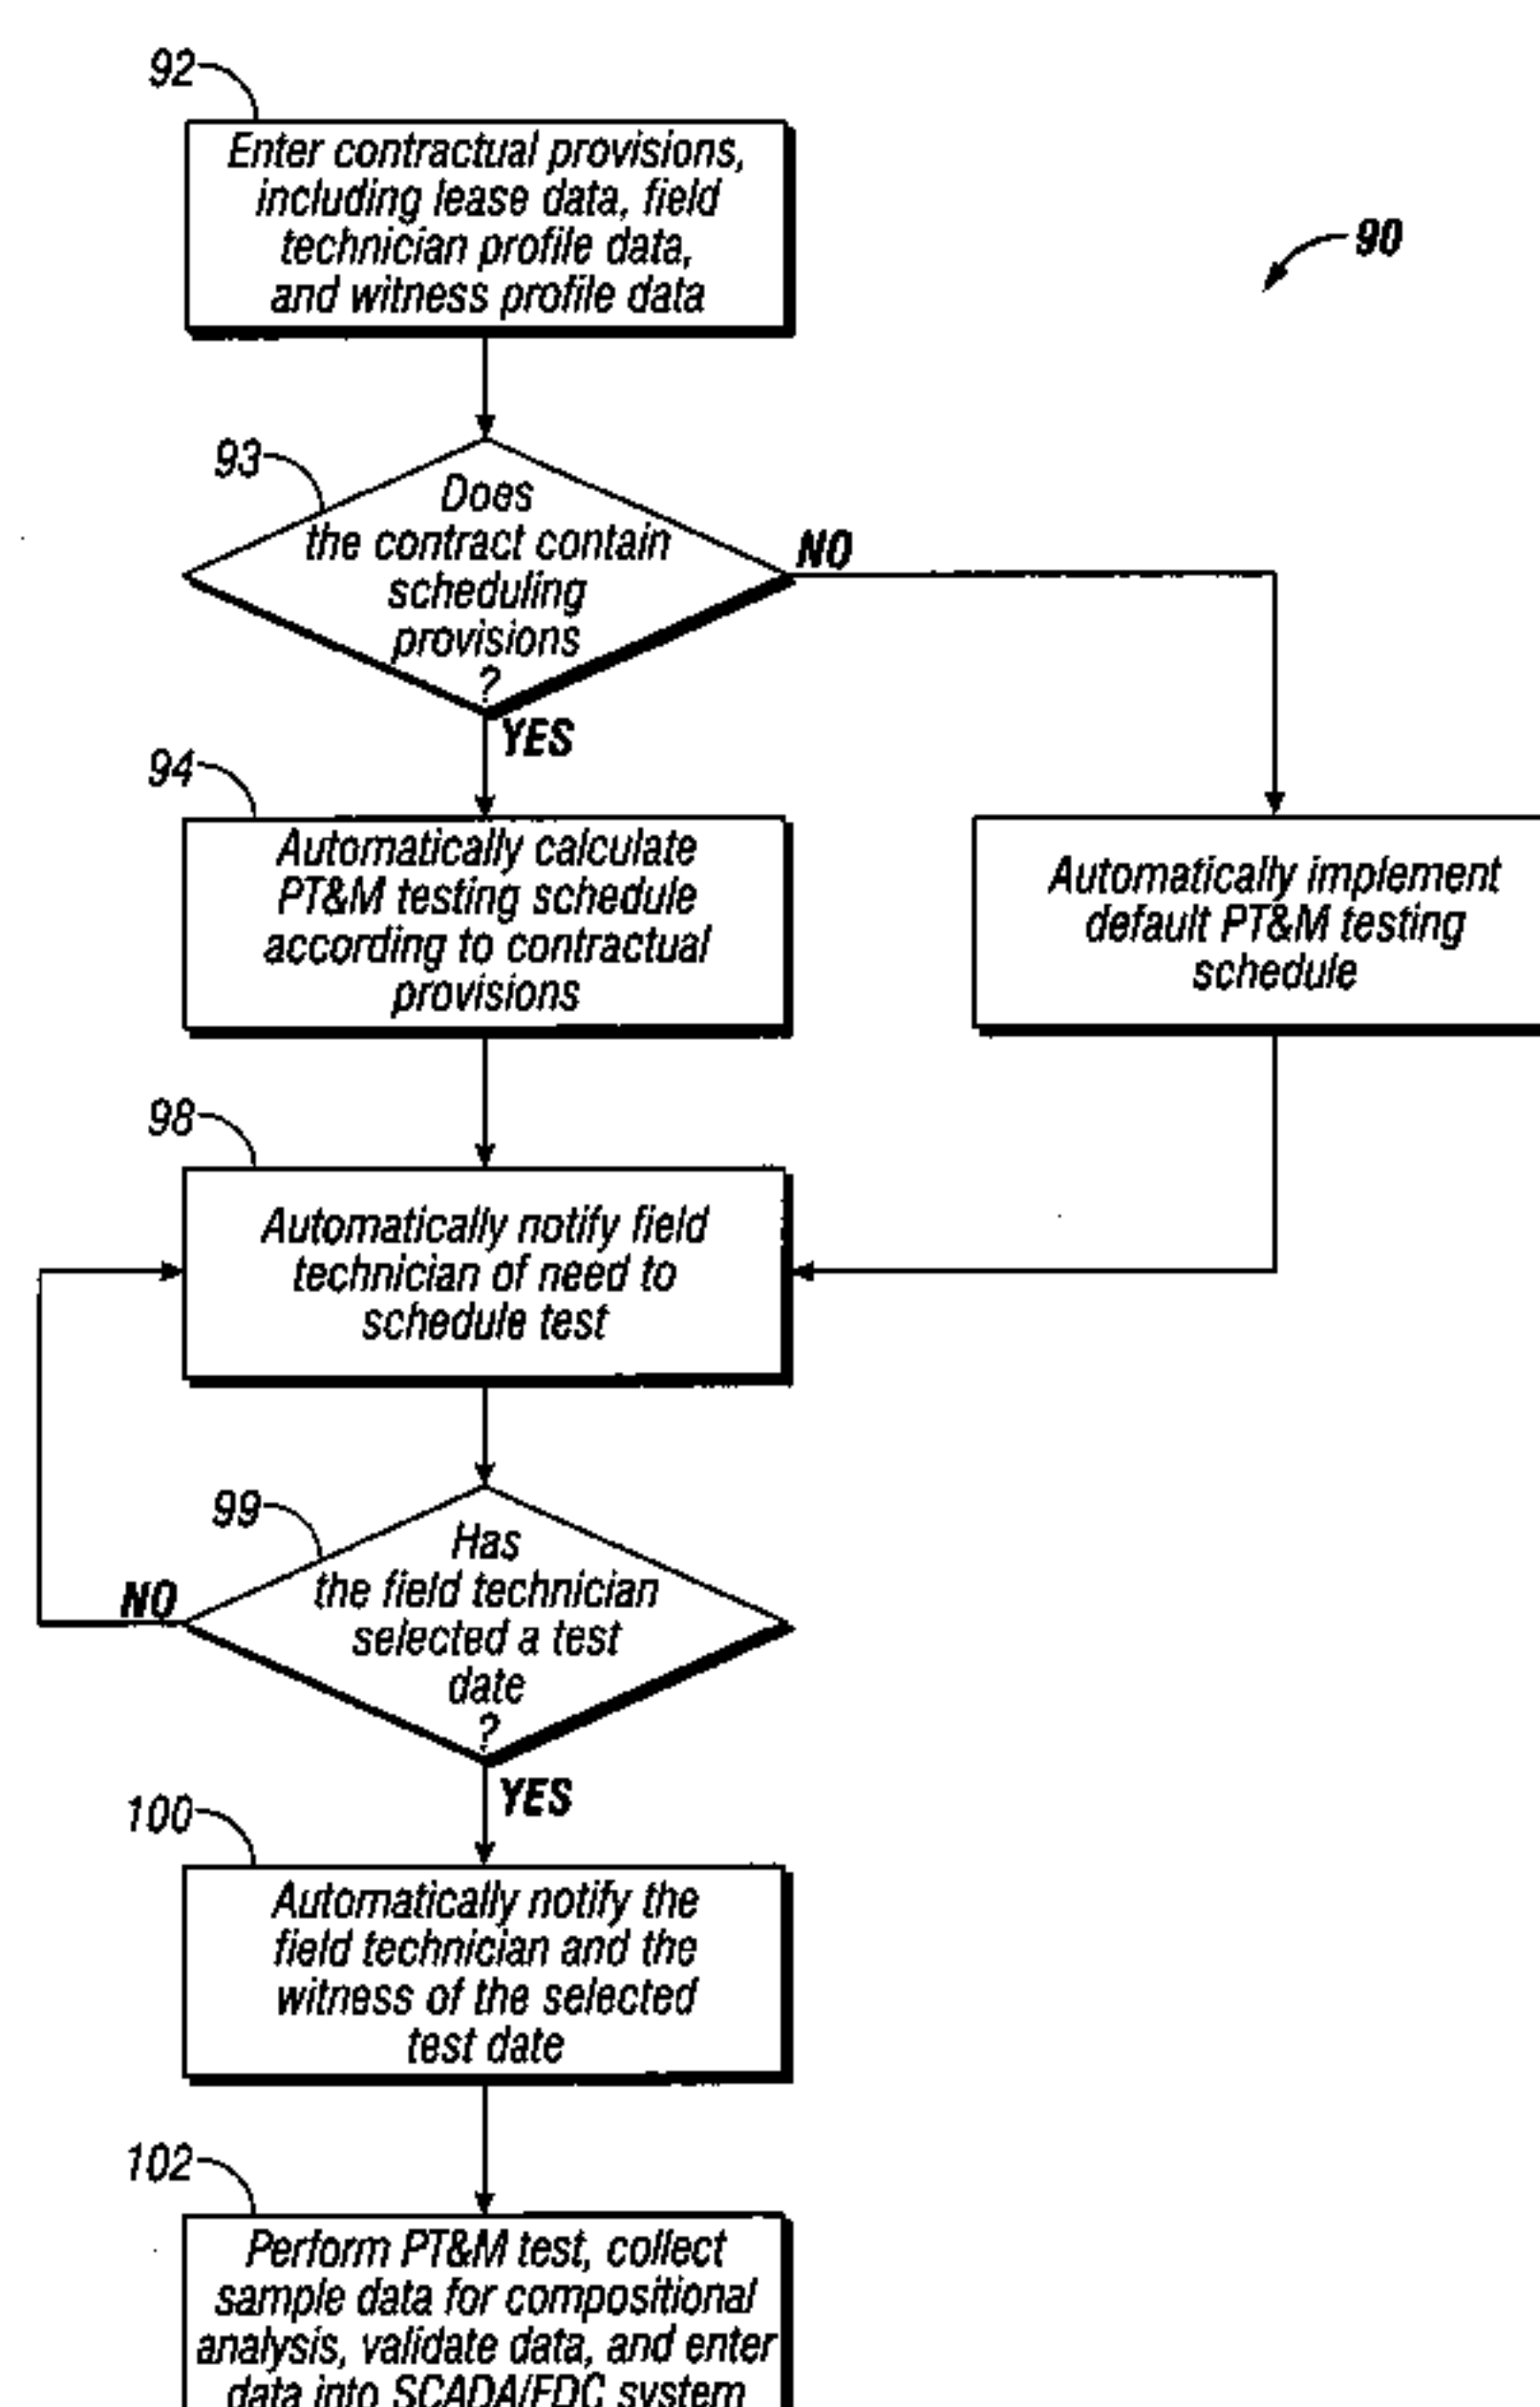 92
Enter contractual provisions,
including lease data, field
technician profile data,
and witness profile data
90
93
Does
the contract contain
scheduling
provisions
?
NO
YES
94
Automatically calculate
PT&M testing schedule
according to contractual
provisions
Automatically implement
default PT&M testing
schedule
98
Automatically notify field
technician of need to
schedule test
99
Has
the field technician
selected a test
date
?
NO
YES
100
Automatically notify the
field technician and the
witness of the selected
test date
102
Perform PT&M test, collect
sample data for compositional
analysis, validate data, and enter
data into SCADA/FDC system